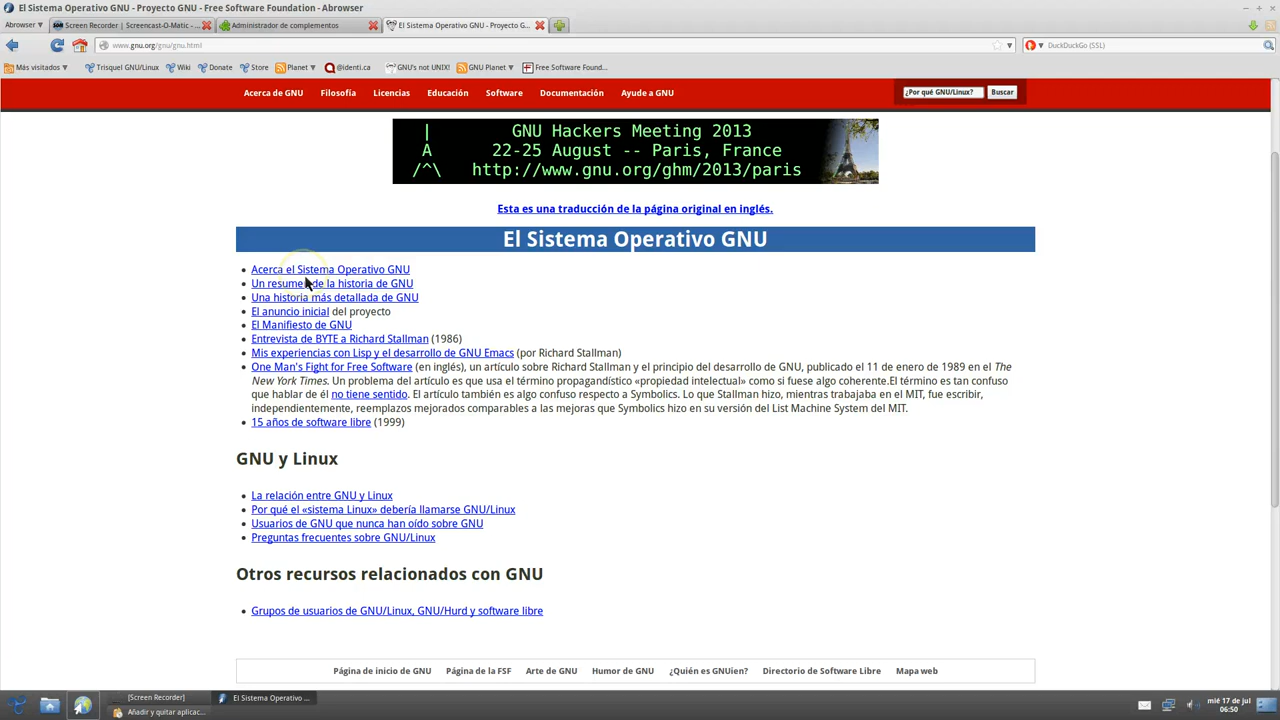 El Sistema Operativo GNU - Proyecto GNU - Free Software Foundation - Abrowser
Abrowser
Screen Recorder | Screencast-O-Matic - ...
Administrador de complementos
El Sistema Operativo GNU - Proyecto G...
www.gnu.org/gnu/gnu.html
DuckDuckGo (SSL)
Más visitados
Trisquel GNU/Linux
Wiki
Donate
Store
Planet
@identi.ca
GNU's not UNIX!
GNU Planet
Free Software Found...
Acerca de GNU
Filosofía
Licencias
Educación
Software
Documentación
Ayude a GNU
¿Por qué GNU/Linux?
Buscar
| GNU Hackers Meeting 2013
A 22-25 August -- Paris, France
/^\ http://www.gnu.org/ghm/2013/paris
Esta es una traducción de la página original en inglés.
El Sistema Operativo GNU
Acerca el Sistema Operativo GNU
Un resumen de la historia de GNU
Una historia más detallada de GNU
El anuncio inicial del proyecto
El Manifiesto de GNU
Entrevista de BYTE a Richard Stallman (1986)
Mis experiencias con Lisp y el desarrollo de GNU Emacs (por Richard Stallman)
One Man's Fight for Free Software (en inglés), un artículo sobre Richard Stallman y el principio del desarrollo de GNU, publicado el 11 de enero de 1989 en el The
New York Times. Un problema del artículo es que usa el término propagandístico «propiedad intelectual» como si fuese algo coherente.El término es tan confuso
que hablar de él no tiene sentido. El artículo también es algo confuso respecto a Symbolics. Lo que Stallman hizo, mientras trabajaba en el MIT, fue escribir,
independientemente, reemplazos mejorados comparables a las mejoras que Symbolics hizo en su versión del List Machine System del MIT.
15 años de software libre (1999)
GNU y Linux
La relación entre GNU y Linux
Por qué el «sistema Linux» debería llamarse GNU/Linux
Usuarios de GNU que nunca han oído sobre GNU
Preguntas frecuentes sobre GNU/Linux
Otros recursos relacionados con GNU
Grupos de usuarios de GNU/Linux, GNU/Hurd y software libre
Página de inicio de GNU
Página de la FSF
Arte de GNU
Humor de GNU
¿Quién es GNUien?
Directorio de Software Libre
Mapa web
[Screen Recorder]
El Sistema Operativo ...
Añadir y quitar aplicac...
mié 17 de jul
06:50